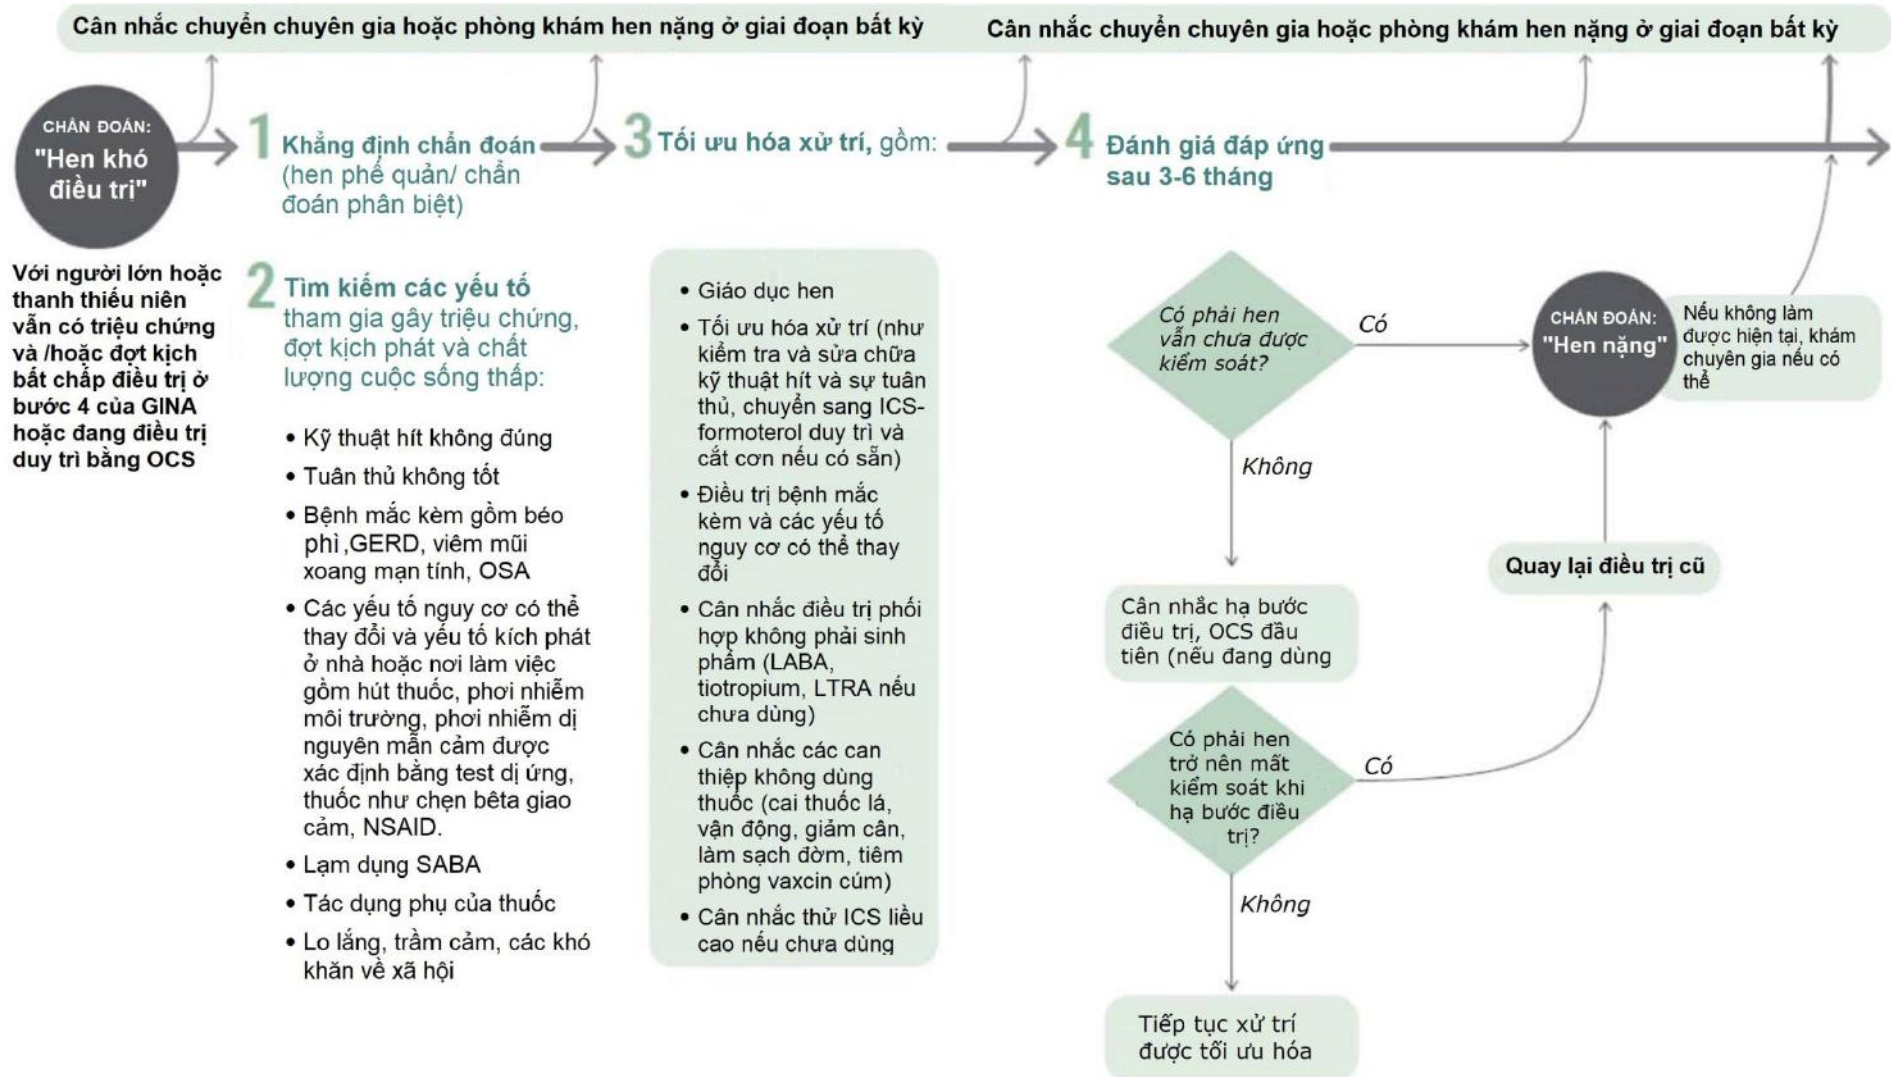 Cân nhắc chuyển chuyên gia hoặc phòng khám hen nặng ở giai đoạn bất kỳ
Cân nhắc chuyển chuyên gia hoặc phòng khám hen nặng ở giai đoạn bất kỳ
CHẨN ĐOÁN:
"Hen khó
điều trị"
Với người lớn hoặc
thanh thiếu niên
vẫn có triệu chứng
và /hoặc đợt kịch
bất chấp điều trị ở
bước 4 của GINA
hoặc đang điều trị
duy trì bằng OCS
1 Khẳng định chẩn đoán
(hen phế quản/ chẩn
đoán phân biệt)
2 Tìm kiếm các yếu tố
tham gia gây triệu chứng,
đợt kịch phát và chất
lượng cuộc sống thấp:
• Kỹ thuật hít không đúng
• Tuân thủ không tốt
• Bệnh mắc kèm gồm béo
phì ,GERD, viêm mũi
xoang mạn tính, OSA
• Các yếu tố nguy cơ có thể
thay đổi và yếu tố kích phát
ở nhà hoặc nơi làm việc
gồm hút thuốc, phơi nhiễm
môi trường, phơi nhiễm dị
nguyên mẫn cảm được
xác định bằng test dị ứng,
thuốc như chẹn bêta giao
cảm, NSAID.
• Lạm dụng SABA
• Tác dụng phụ của thuốc
• Lo lắng, trầm cảm, các khó
khăn về xã hội
3 Tối ưu hóa xử trí, gồm:
• Giáo dục hen
• Tối ưu hóa xử trí (như
kiểm tra và sửa chữa
kỹ thuật hít và sự tuân
thủ, chuyển sang ICS-
formoterol duy trì và
cắt cơn nếu có sẵn)
• Điều trị bệnh mắc
kèm và các yếu tố
nguy cơ có thể thay
đổi
• Cân nhắc điều trị phối
hợp không phải sinh
phẩm (LABA,
tiotropium, LTRA nếu
chưa dùng)
• Cân nhắc các can
thiệp không dùng
thuốc (cai thuốc lá,
vận động, giảm cân,
làm sạch đờm, tiêm
phòng vaxcin cúm)
• Cân nhắc thử ICS liều
cao nếu chưa dùng
4 Đánh giá đáp ứng
sau 3-6 tháng
Có phải hen
vẫn chưa được
kiểm soát?
Có
CHẨN ĐOÁN:
"Hen nặng"
Nếu không làm
được hiện tại, khám
chuyên gia nếu có
thể
Không
Quay lại điều trị cũ
Cân nhắc hạ bước
điều trị, OCS đầu
tiên (nếu đang dùng
Có phải hen
trở nên mất
kiểm soát khi
hạ bước điều
trị?
Có
Không
Tiếp tục xử trí
được tối ưu hóa